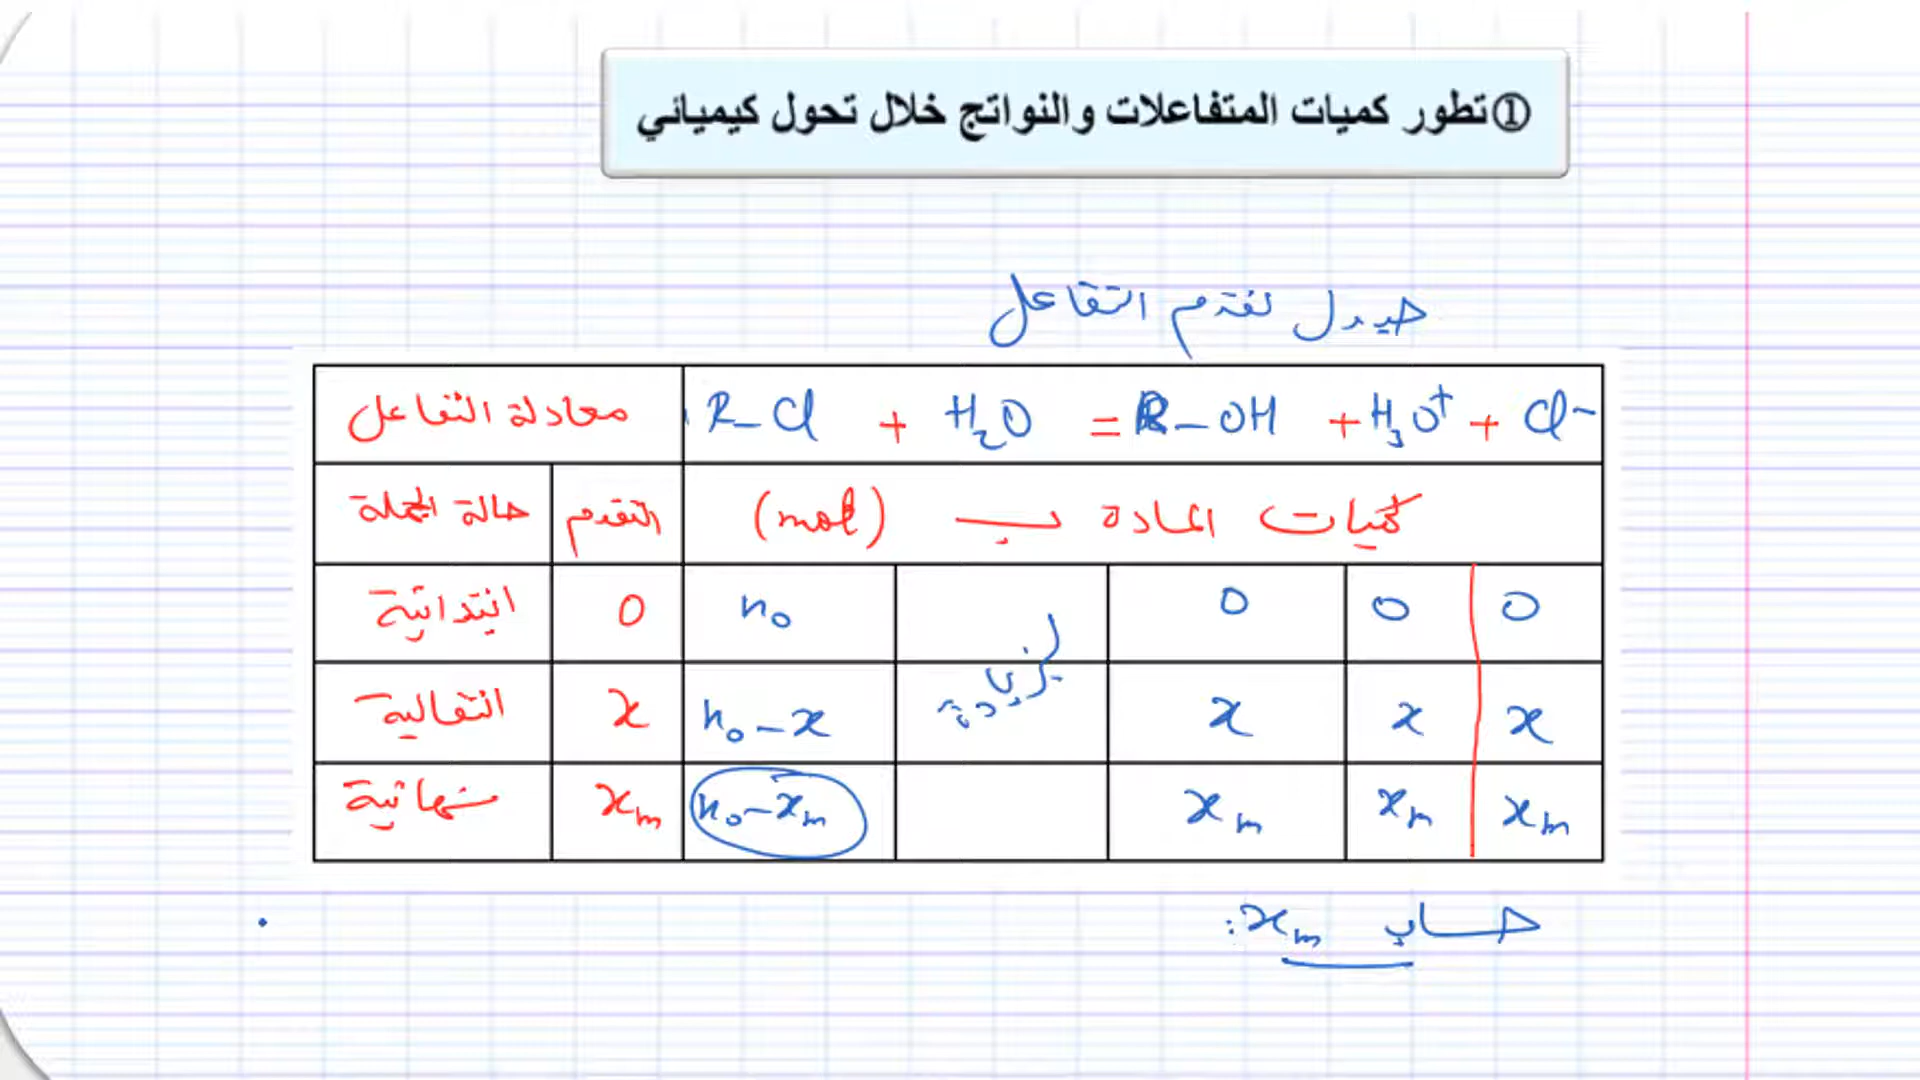 ①تطور كميات المتفاعلات والنواتج خلال تحول كيميائي
جدول تقدم التفاعل
معادلة التفاعل R-Cl + H₂O = R-OH + H₃O⁺ + Cl-
حالة الجملة التقدم كميات المادة بـ (mol)
ابتدائية 0 n₀ 0 0 0
انتقالية x n₀-x بزيادة x x x
نهائية xₘ n₀-xₘ xₘ xₘ xₘ
حساب xₘ: